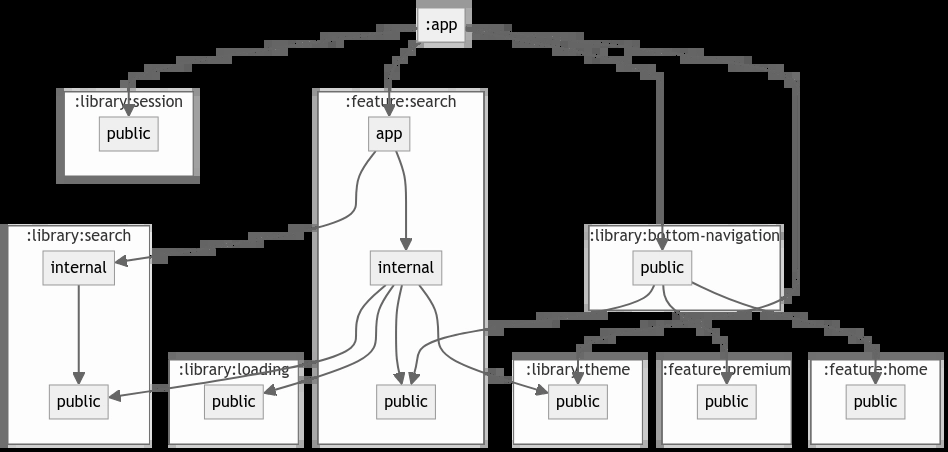 :app
:library:session
:feature:search
public
app
:library:search
:library:bottom-navigation
internal
internal
public
:library:loading
:library:theme
:feature:premium
:feature:home
public
public
public
public
public
public